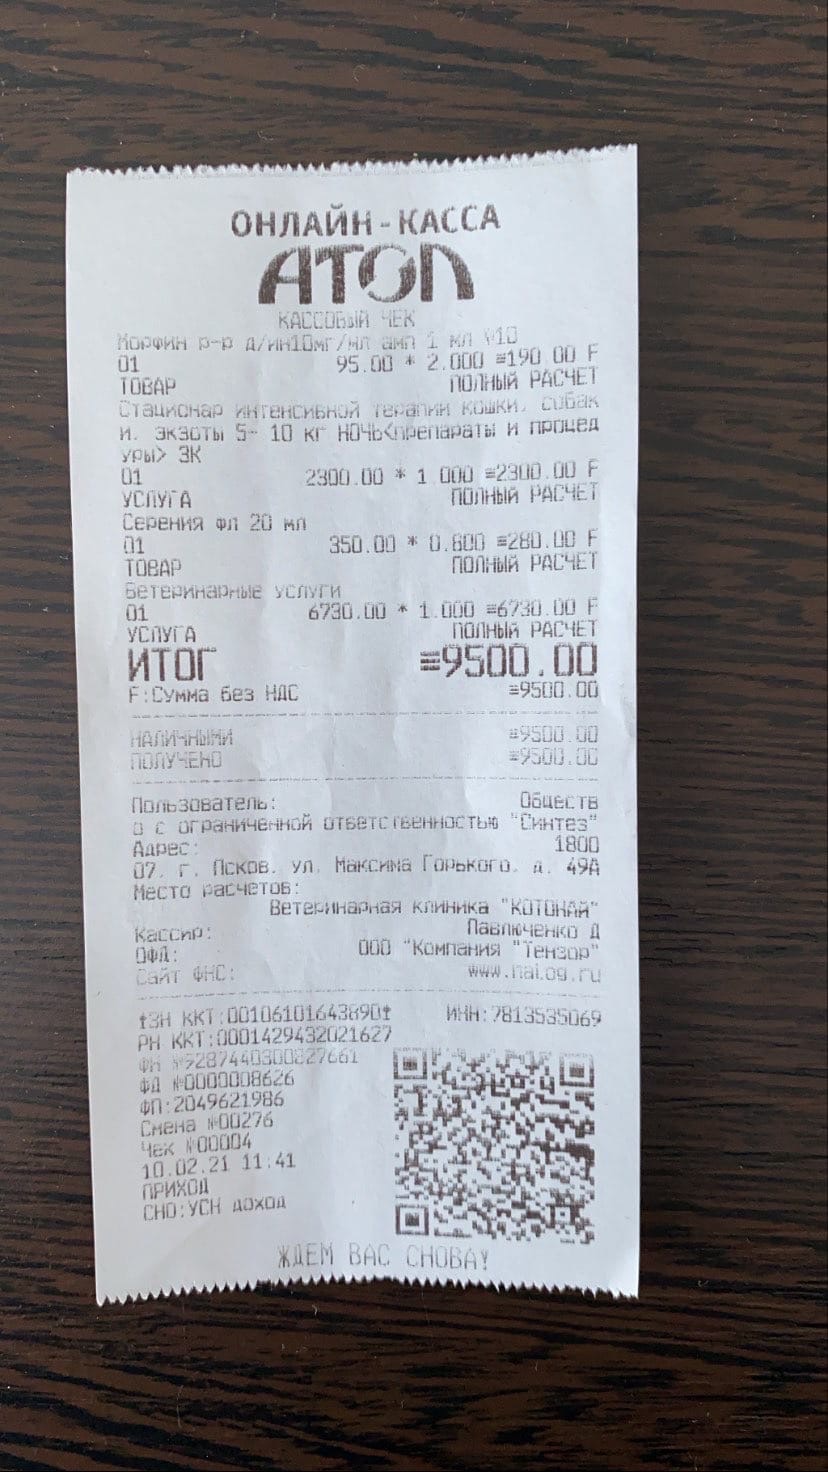 ОНЛАЙН-КАССА
АТОЛ
КАССОВЫЙ ЧЕК
Морфин р-р д/ин10мг/мл амп 1 мл №10
01 95.00 * 2.000 ≡190.00 F
ТОВАР ПОЛНЫЙ РАСЧЕТ
Стационар интенсивной терапии кошки, собак
и, экзоты 5- 10 кг НОЧЬ<препараты и процед
уры> ЗК
01 2300.00 * 1.000 ≡2300.00 F
УСЛУГА ПОЛНЫЙ РАСЧЕТ
Серения фл 20 мл
01 350.00 * 0.800 ≡280.00 F
ТОВАР ПОЛНЫЙ РАСЧЕТ
Ветеринарные услуги
01 6730.00 * 1.000 ≡6730.00 F
УСЛУГА ПОЛНЫЙ РАСЧЕТ
ИТОГ ≡9500.00
F:Сумма без НДС ≡9500.00
НАЛИЧНЫМИ ≡9500.00
ПОЛУЧЕНО ≡9500.00
Пользователь: Обществ
о с ограниченной ответственностью "Синтез"
Адрес: 1800
07, г. Псков, ул. Максима Горького, д. 49А
Место расчетов:
Ветеринарная клиника "КОТОНАЙ"
Кассир: Павлюченко Д
ОФД: ООО "Компания "Тензор"
Сайт ФНС: www.nalog.ru
↑ЗН ККТ:00106101643890↑ ИНН:7813535069
РН ККТ:0001429432021627
ФН №9287440300827661
ФД №0000008626
ФП:2049621986
Смена №00276
Чек №00004
10.02.21 11:41
ПРИХОД
СНО:УСН доход
ЖДЕМ ВАС СНОВА!